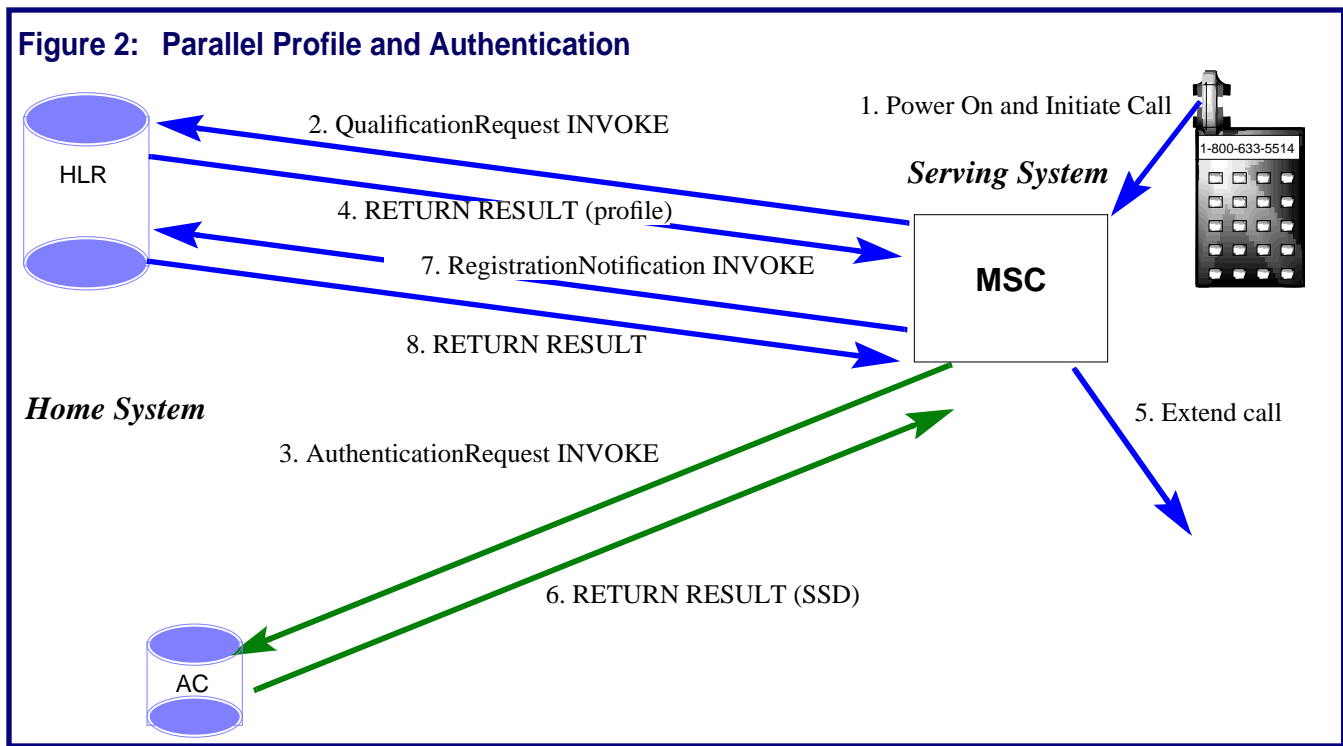 Figure 2: Parallel Profile and Authentication
1. Power On and Initiate Call
2. QualificationRequest INVOKE
1-800-633-5514
HLR
Serving System
4. RETURN RESULT (profile)
7. RegistrationNotification INVOKE
MSC
8. RETURN RESULT
Home System
5. Extend call
3. AuthenticationRequest INVOKE
6. RETURN RESULT (SSD)
AC